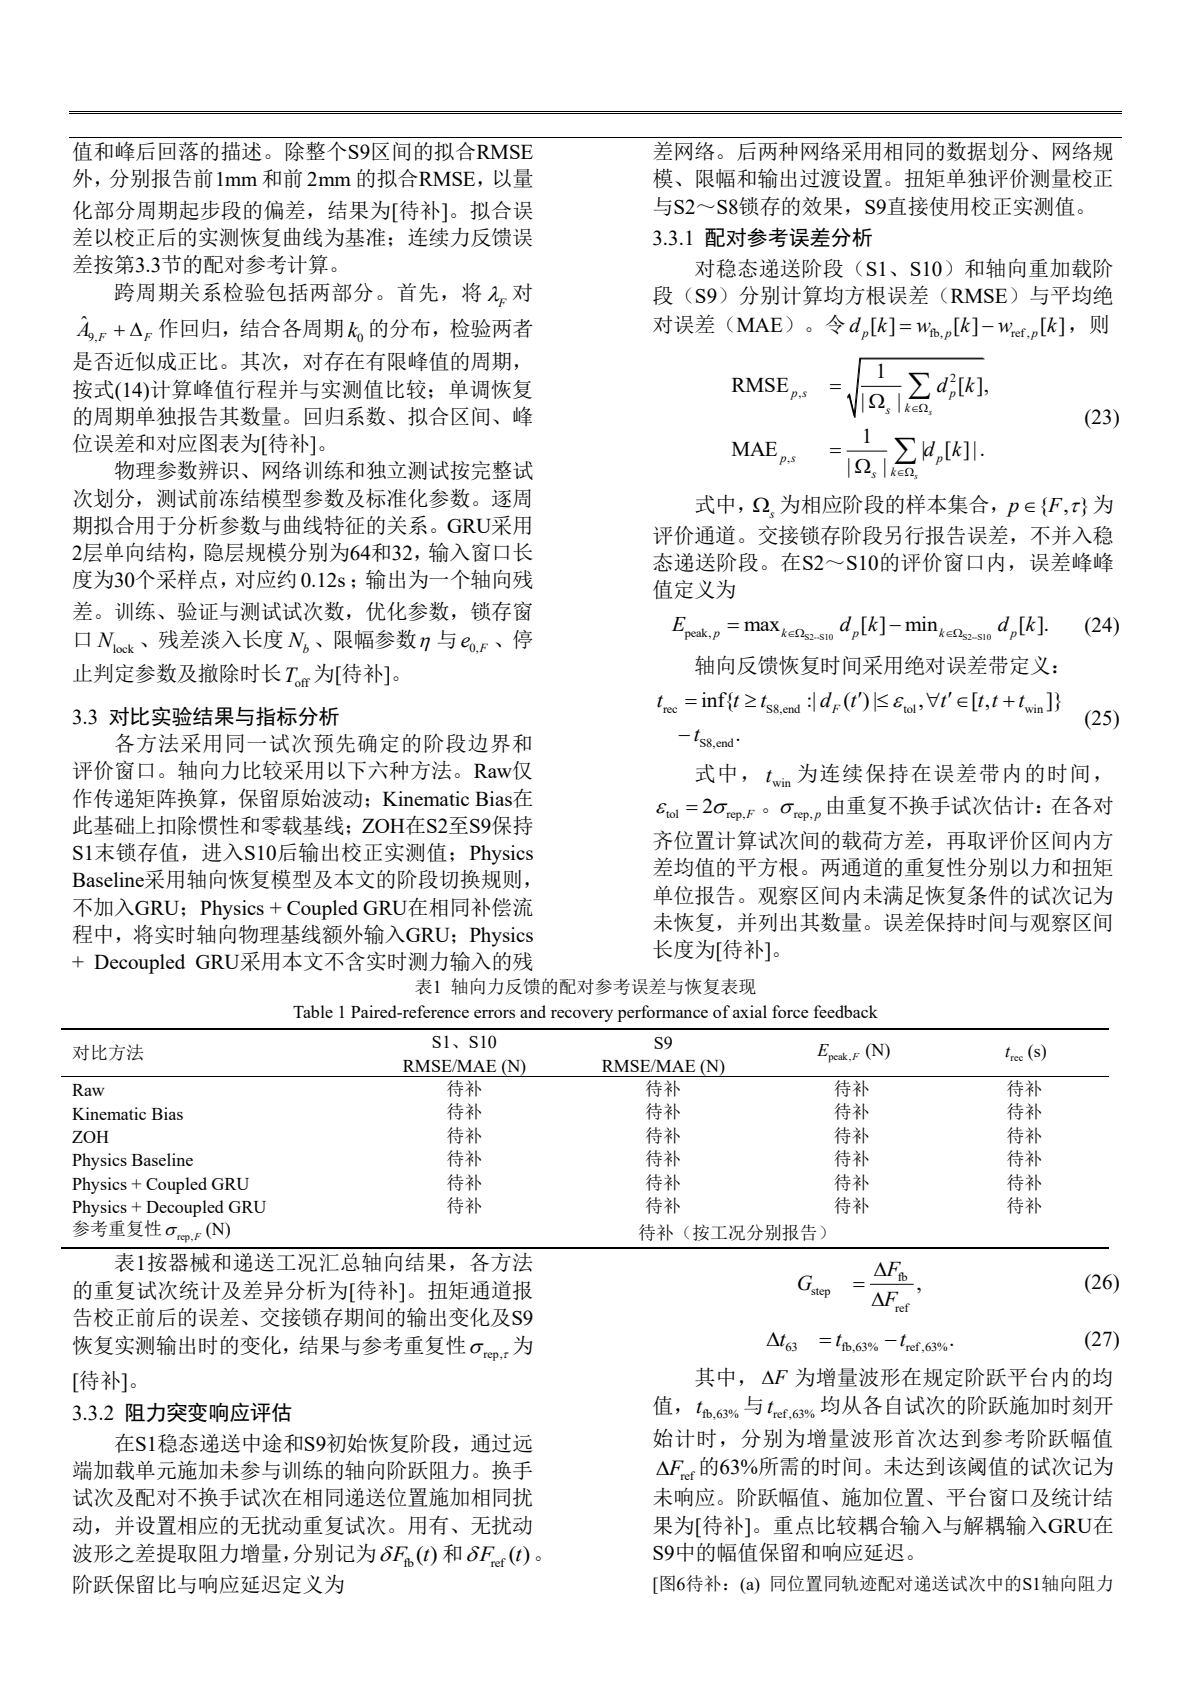 值和峰后回落的描述。除整个S9区间的拟合RMSE
外，分别报告前1mm 和前 2mm 的拟合RMSE，以量
化部分周期起步段的偏差，结果为[待补]。拟合误
差以校正后的实测恢复曲线为基准；连续力反馈误
差按第3.3节的配对参考计算。
跨周期关系检验包括两部分。首先，将 λ_F 对
Â_{9,F} + Δ_F 作回归，结合各周期 k_0 的分布，检验两者
是否近似成正比。其次，对存在有限峰值的周期，
按式(14)计算峰值行程并与实测值比较；单调恢复
的周期单独报告其数量。回归系数、拟合区间、峰
位误差和对应图表为[待补]。
物理参数辨识、网络训练和独立测试按完整试
次划分，测试前冻结模型参数及标准化参数。逐周
期拟合用于分析参数与曲线特征的关系。GRU采用
2层单向结构，隐层规模分别为64和32，输入窗口长
度为30个采样点，对应约 0.12s；输出为一个轴向残
差。训练、验证与测试试次数，优化参数，锁存窗
口 N_lock 、残差淡入长度 N_b 、限幅参数 η 与 e_{0,F} 、停
止判定参数及撤除时长 T_off 为[待补]。
3.3 对比实验结果与指标分析
各方法采用同一试次预先确定的阶段边界和
评价窗口。轴向力比较采用以下六种方法。Raw仅
作传递矩阵换算，保留原始波动；Kinematic Bias在
此基础上扣除惯性和零载基线；ZOH在S2至S9保持
S1末锁存值，进入S10后输出校正实测值；Physics
Baseline采用轴向恢复模型及本文的阶段切换规则，
不加入GRU；Physics + Coupled GRU在相同补偿流
程中，将实时轴向物理基线额外输入GRU；Physics
+ Decoupled GRU采用本文不含实时测力输入的残
差网络。后两种网络采用相同的数据划分、网络规
模、限幅和输出过渡设置。扭矩单独评价测量校正
与S2～S8锁存的效果，S9直接使用校正实测值。
3.3.1 配对参考误差分析
对稳态递送阶段（S1、S10）和轴向重加载阶
段（S9）分别计算均方根误差（RMSE）与平均绝
对误差（MAE）。令 d_p[k] = w_{fb,p}[k] − w_{ref,p}[k]，则
RMSE_{p,s} = √(1/|Ω_s| ∑_{k∈Ω_s} d_p^2[k]),
(23)
MAE_{p,s} = 1/|Ω_s| ∑_{k∈Ω_s} |d_p[k]|.
式中，Ω_s 为相应阶段的样本集合，p ∈ {F,τ} 为
评价通道。交接锁存阶段另行报告误差，不并入稳
态递送阶段。在S2～S10的评价窗口内，误差峰峰
值定义为
E_{peak,p} = max_{k∈Ω_{S2–S10}} d_p[k] − min_{k∈Ω_{S2–S10}} d_p[k]. (24)
轴向反馈恢复时间采用绝对误差带定义：
t_rec = inf{t ≥ t_{S8,end} :| d_F(t′) |≤ ε_tol , ∀t′ ∈ [t,t + t_win]}
(25)
− t_{S8,end}.
式中， t_win 为连续保持在误差带内的时间，
ε_tol = 2σ_{rep,F} 。σ_{rep,p} 由重复不换手试次估计：在各对
齐位置计算试次间的载荷方差，再取评价区间内方
差均值的平方根。两通道的重复性分别以力和扭矩
单位报告。观察区间内未满足恢复条件的试次记为
未恢复，并列出其数量。误差保持时间与观察区间
长度为[待补]。
表1 轴向力反馈的配对参考误差与恢复表现
Table 1 Paired-reference errors and recovery performance of axial force feedback
对比方法 S1、S10 RMSE/MAE (N) S9 RMSE/MAE (N) E_{peak,F} (N) t_rec (s)
Raw 待补 待补 待补 待补
Kinematic Bias 待补 待补 待补 待补
ZOH 待补 待补 待补 待补
Physics Baseline 待补 待补 待补 待补
Physics + Coupled GRU 待补 待补 待补 待补
Physics + Decoupled GRU 待补 待补 待补 待补
参考重复性 σ_{rep,F} (N) 待补（按工况分别报告）
表1按器械和递送工况汇总轴向结果，各方法
的重复试次统计及差异分析为[待补]。扭矩通道报
告校正前后的误差、交接锁存期间的输出变化及S9
恢复实测输出时的变化，结果与参考重复性 σ_{rep,τ} 为
[待补]。
3.3.2 阻力突变响应评估
在S1稳态递送中途和S9初始恢复阶段，通过远
端加载单元施加未参与训练的轴向阶跃阻力。换手
试次及配对不换手试次在相同递送位置施加相同扰
动，并设置相应的无扰动重复试次。用有、无扰动
波形之差提取阻力增量，分别记为 δF_fb(t) 和 δF_ref(t) 。
阶跃保留比与响应延迟定义为
G_step = ΔF_fb / ΔF_ref , (26)
Δt_63 = t_{fb,63%} − t_{ref,63%}. (27)
其中， ΔF 为增量波形在规定阶跃平台内的均
值， t_{fb,63%} 与 t_{ref,63%} 均从各自试次的阶跃施加时刻开
始计时，分别为增量波形首次达到参考阶跃幅值
ΔF_ref 的63%所需的时间。未达到该阈值的试次记为
未响应。阶跃幅值、施加位置、平台窗口及统计结
果为[待补]。重点比较耦合输入与解耦输入GRU在
S9中的幅值保留和响应延迟。
[图6待补：(a) 同位置同轨迹配对递送试次中的S1轴向阻力